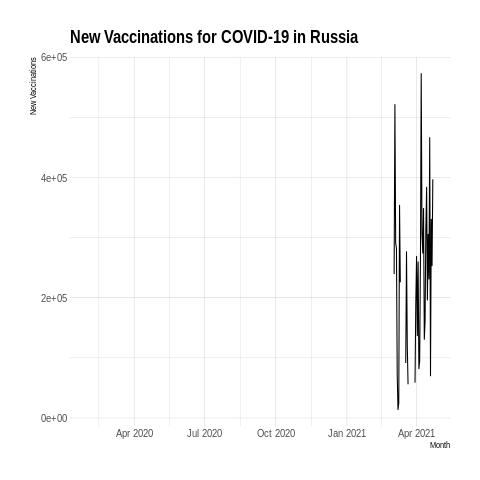 New Vaccinations for COVID-19 in Russia
New Vaccinations
6e+05
4e+05
2e+05
0e+00
Apr 2020 Jul 2020 Oct 2020 Jan 2021 Apr 2021
Month